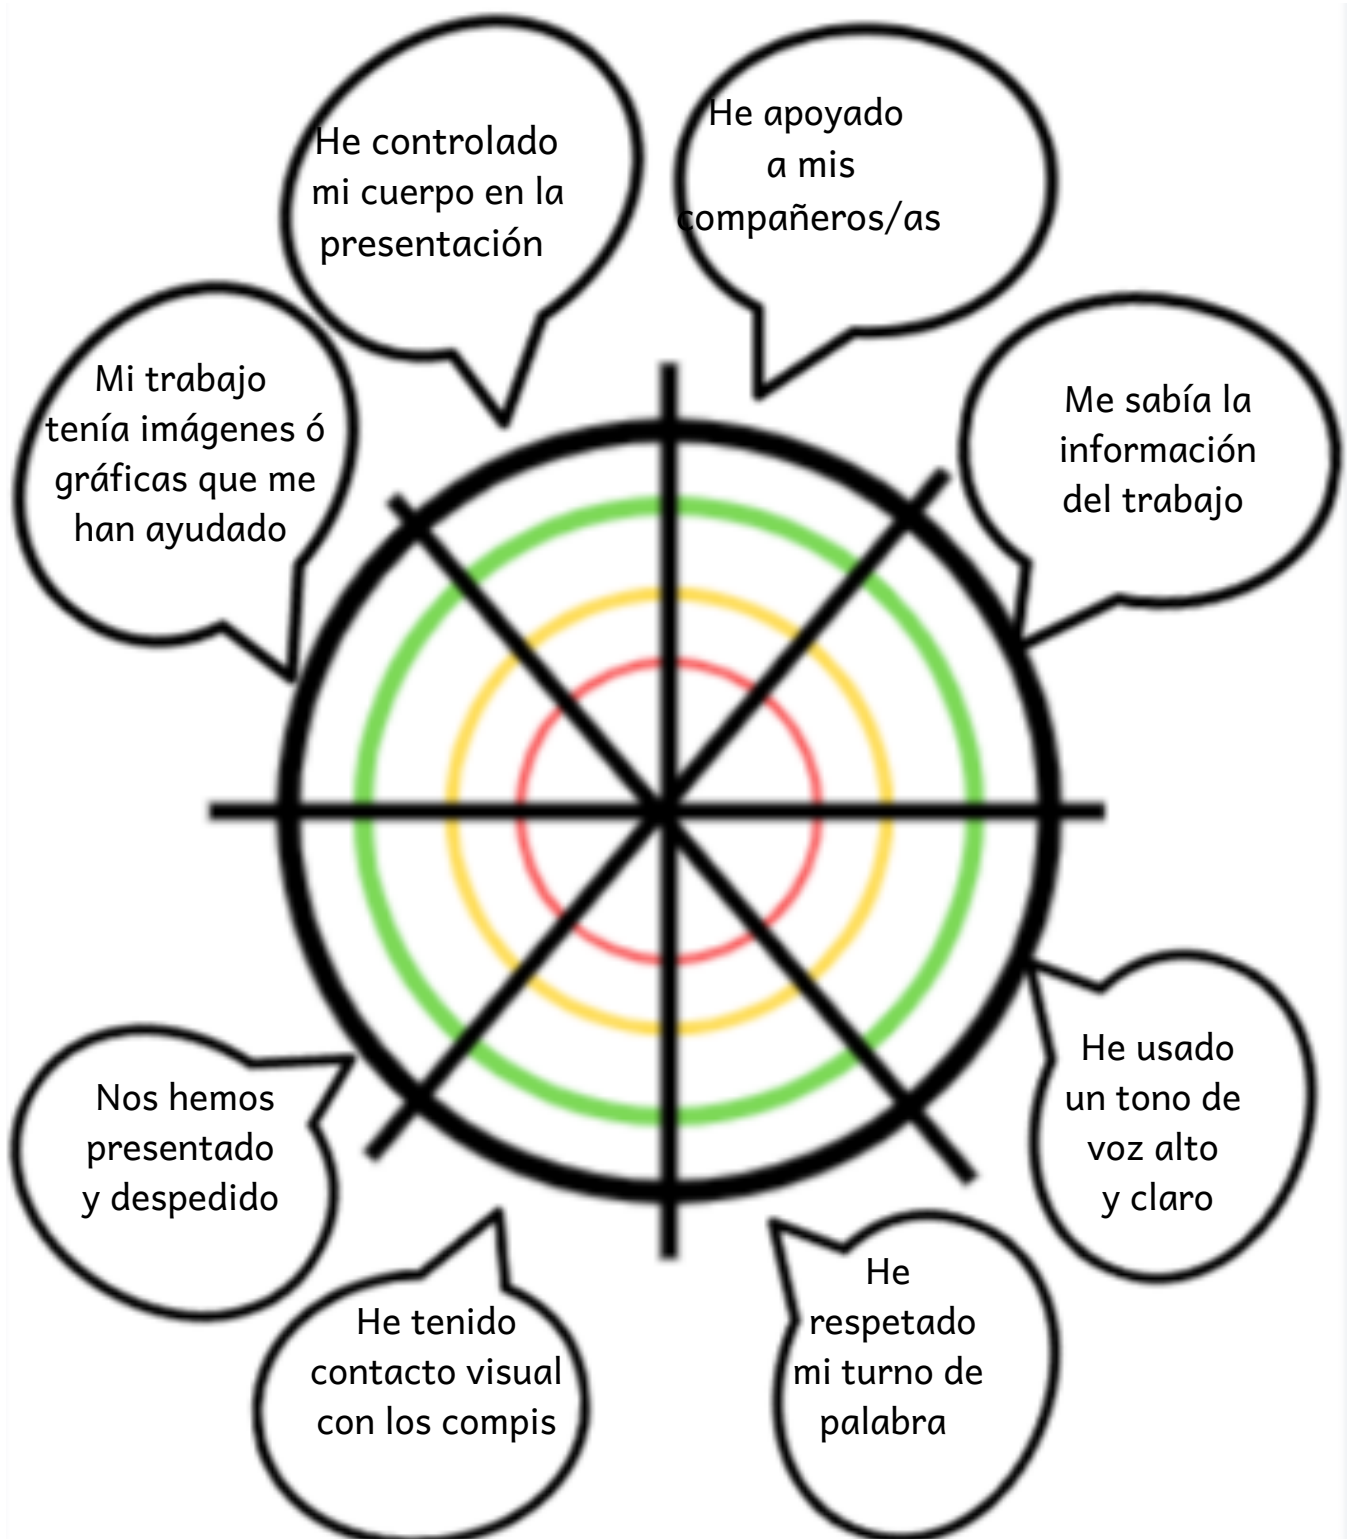 He controlado
mi cuerpo en la
presentación
He apoyado
a mis
compañeros/as
Mi trabajo
tenía imágenes ó
gráficas que me
han ayudado
Me sabía la
información
del trabajo
Nos hemos
presentado
y despedido
He usado
un tono de
voz alto
y claro
He tenido
contacto visual
con los compis
He
respetado
mi turno de
palabra